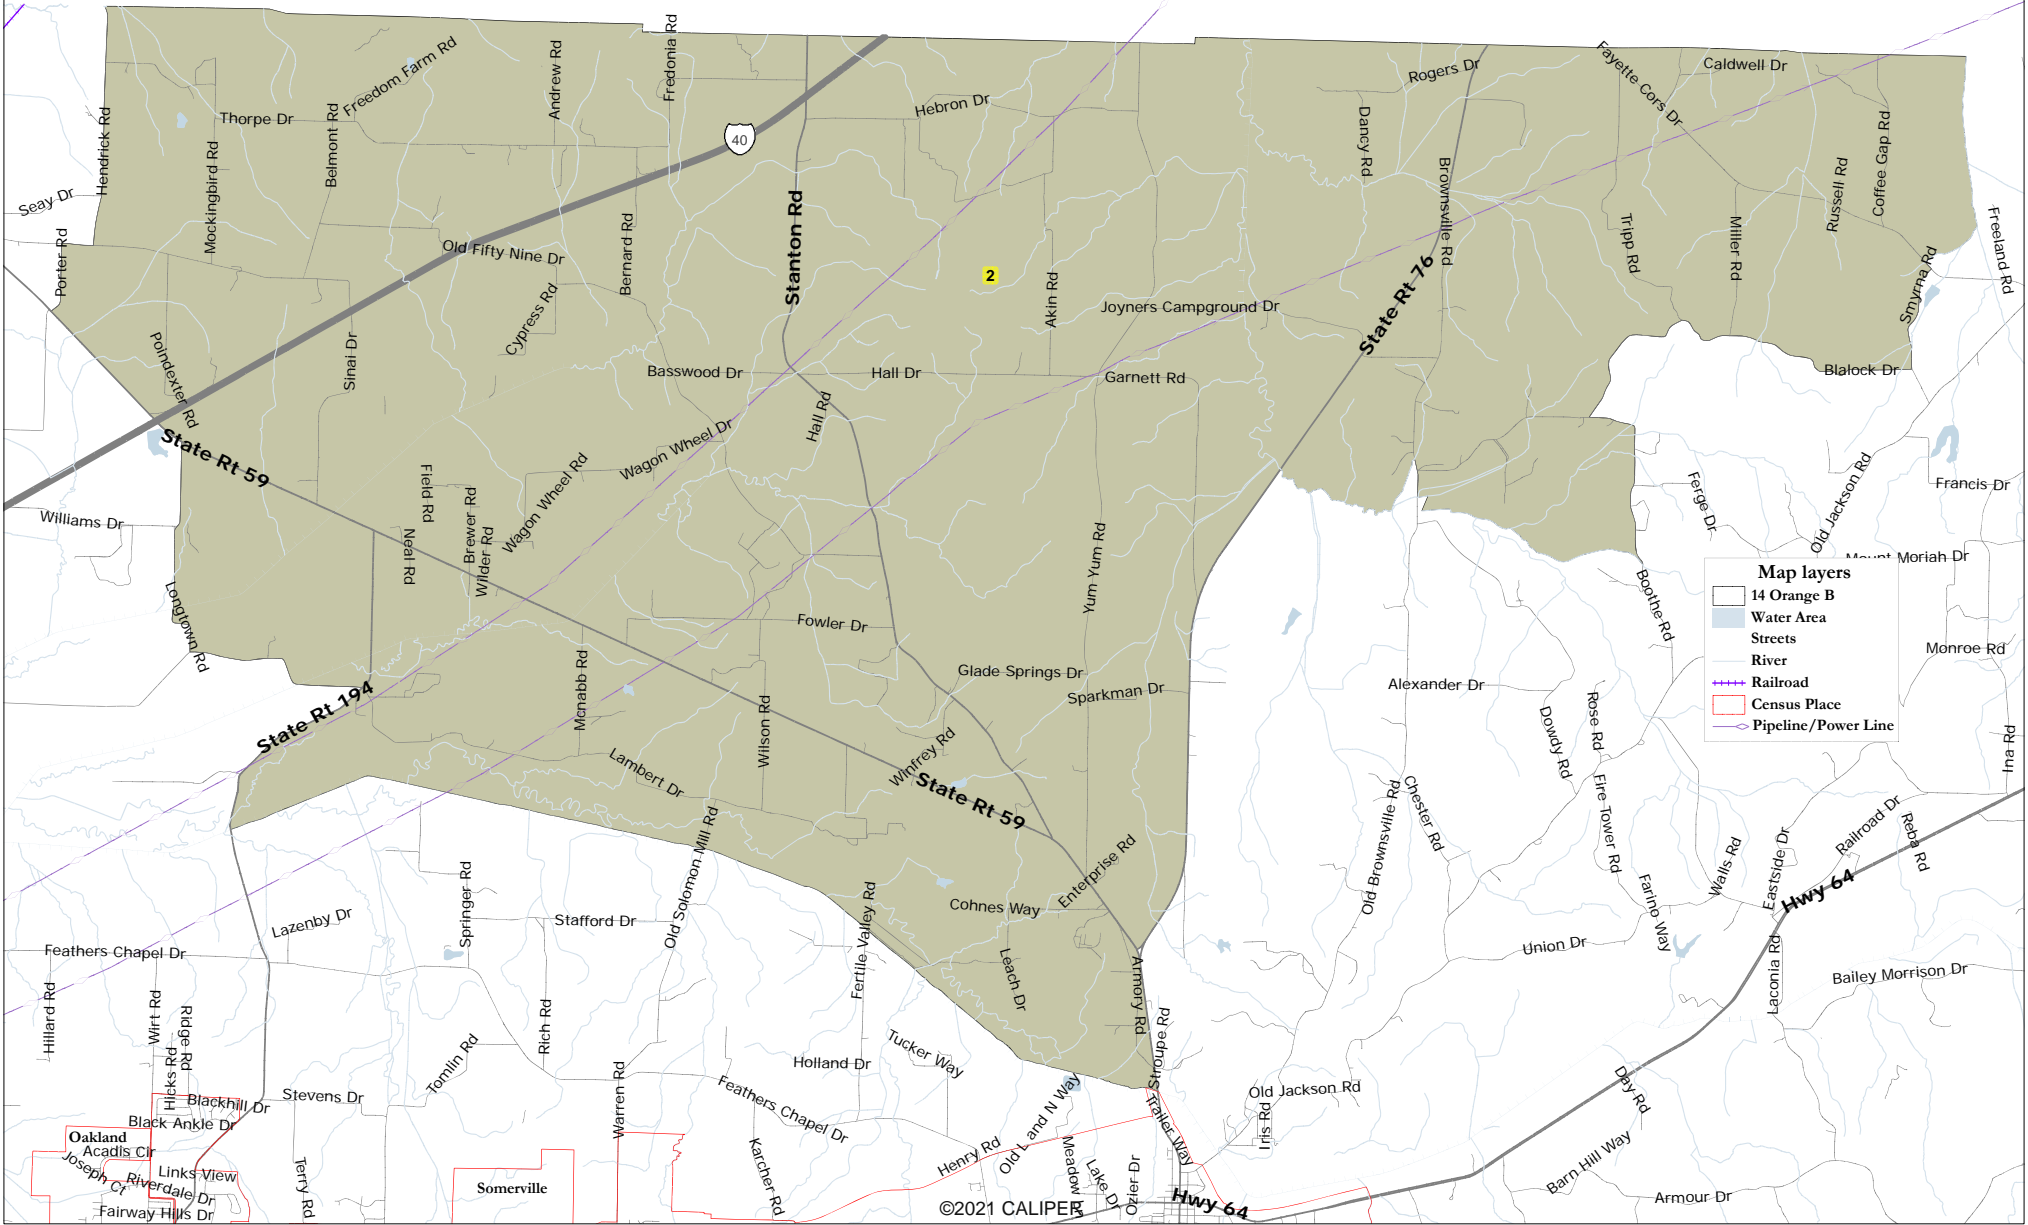 Hendrick Rd
Thorpe Dr
Mockingbird Rd
Belmont Rd
Freedom Farm Rd
Andrew Rd
Fredonia Rd
40
Hebron Dr
Rogers Dr
Dancy Rd
Fayette Cors Dr
Caldwell Dr
Coffee Gap Rd
Russell Rd
Brownsville Rd
Seay Dr
Porter Rd
Old Fifty Nine Dr
Bernard Rd
Stanton Rd
2
Akin Rd
Joyners Campground Dr
State Rt 76
Tripp Rd
Miller Rd
Smyrna Rd
Freeland Rd
Cypress Rd
Sinai Dr
Poindexter Rd
Basswood Dr
Hall Dr
Garnett Rd
Blalock Dr
Hall Rd
Wagon Wheel Dr
State Rt 59
Field Rd
Brewer Rd
Wagon Wheel Rd
Wilder Rd
Neal Rd
Williams Dr
Longtown Rd
Yum Yum Rd
Ferge Dr
Old Jackson Rd
Francis Dr
Mount Moriah Dr
Boothe Rd
Map layers
14 Orange B
Water Area
Streets
River
Railroad
Census Place
Pipeline/Power Line
Monroe Rd
Ina Rd
Fowler Dr
Mcnabb Rd
Wilson Rd
Glade Springs Dr
Sparkman Dr
State Rt 194
Lambert Dr
Winfrey Rd
State Rt 59
Alexander Dr
Dowdy Rd
Rose Rd
Fire Tower Rd
Chester Rd
Old Brownsville Rd
Walls Rd
Eastside Dr
Railroad Dr
Reba Rd
Hwy 64
Farino Way
Union Dr
Laconia Rd
Bailey Morrison Dr
Enterprise Rd
Cohnes Way
Leach Dr
Armory Rd
Stroupe Rd
Old Solomon Mill Rd
Fertile Valley Rd
Springer Rd
Stafford Dr
Lazenby Dr
Feathers Chapel Dr
Hillard Rd
Wirt Rd
Ridge Rd
Hicks Rd
Rich Rd
Tomlin Rd
Warren Rd
Holland Dr
Tucker Way
Feathers Chapel Dr
Old L and N Way
Trailer Way
Old Jackson Rd
Iris Rd
Day Rd
Barn Hill Way
Armour Dr
Blackhill Dr
Stevens Dr
Black Ankle Dr
Oakland
Acadis Cir
Joseph Ct
Links View
Riverdale Dr
Fairway Hills Dr
Terry Rd
Somerville
Karcher Rd
Henry Rd
Meadow
Lake Dr
Ozier Dr
Hwy 64
©2021 CALIPER